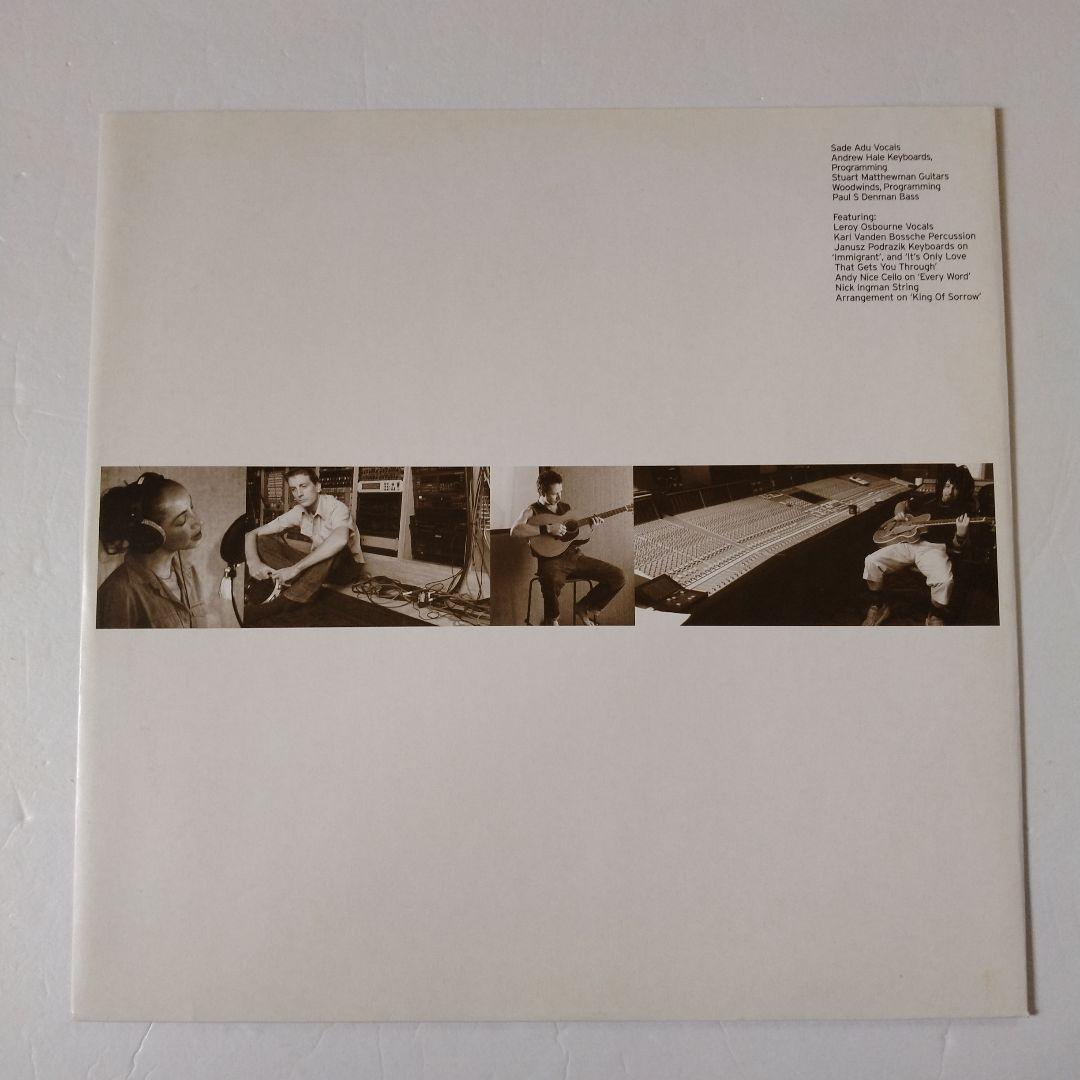 Sade Adu Vocals
Andrew Hale Keyboards,
Programming
Stuart Matthewman Guitars
Woodwinds, Programming
Paul S Denman Bass
Featuring:
Leroy Osbourne Vocals
Karl Vanden Bossche Percussion
Janusz Podrazik Keyboards on
'Immigrant', and 'It's Only Love
That Gets You Through'
Andy Nice Cello on 'Every Word'
Nick Ingman String
Arrangement on 'King Of Sorrow'